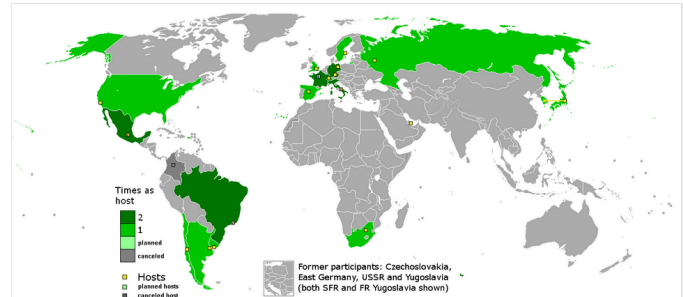 Times as
host
2
1
planned
canceled
Hosts
planned hosts
canceled host
Former participants: Czechoslovakia,
East Germany, USSR and Yugoslavia
(both SFR and FR Yugoslavia shown)